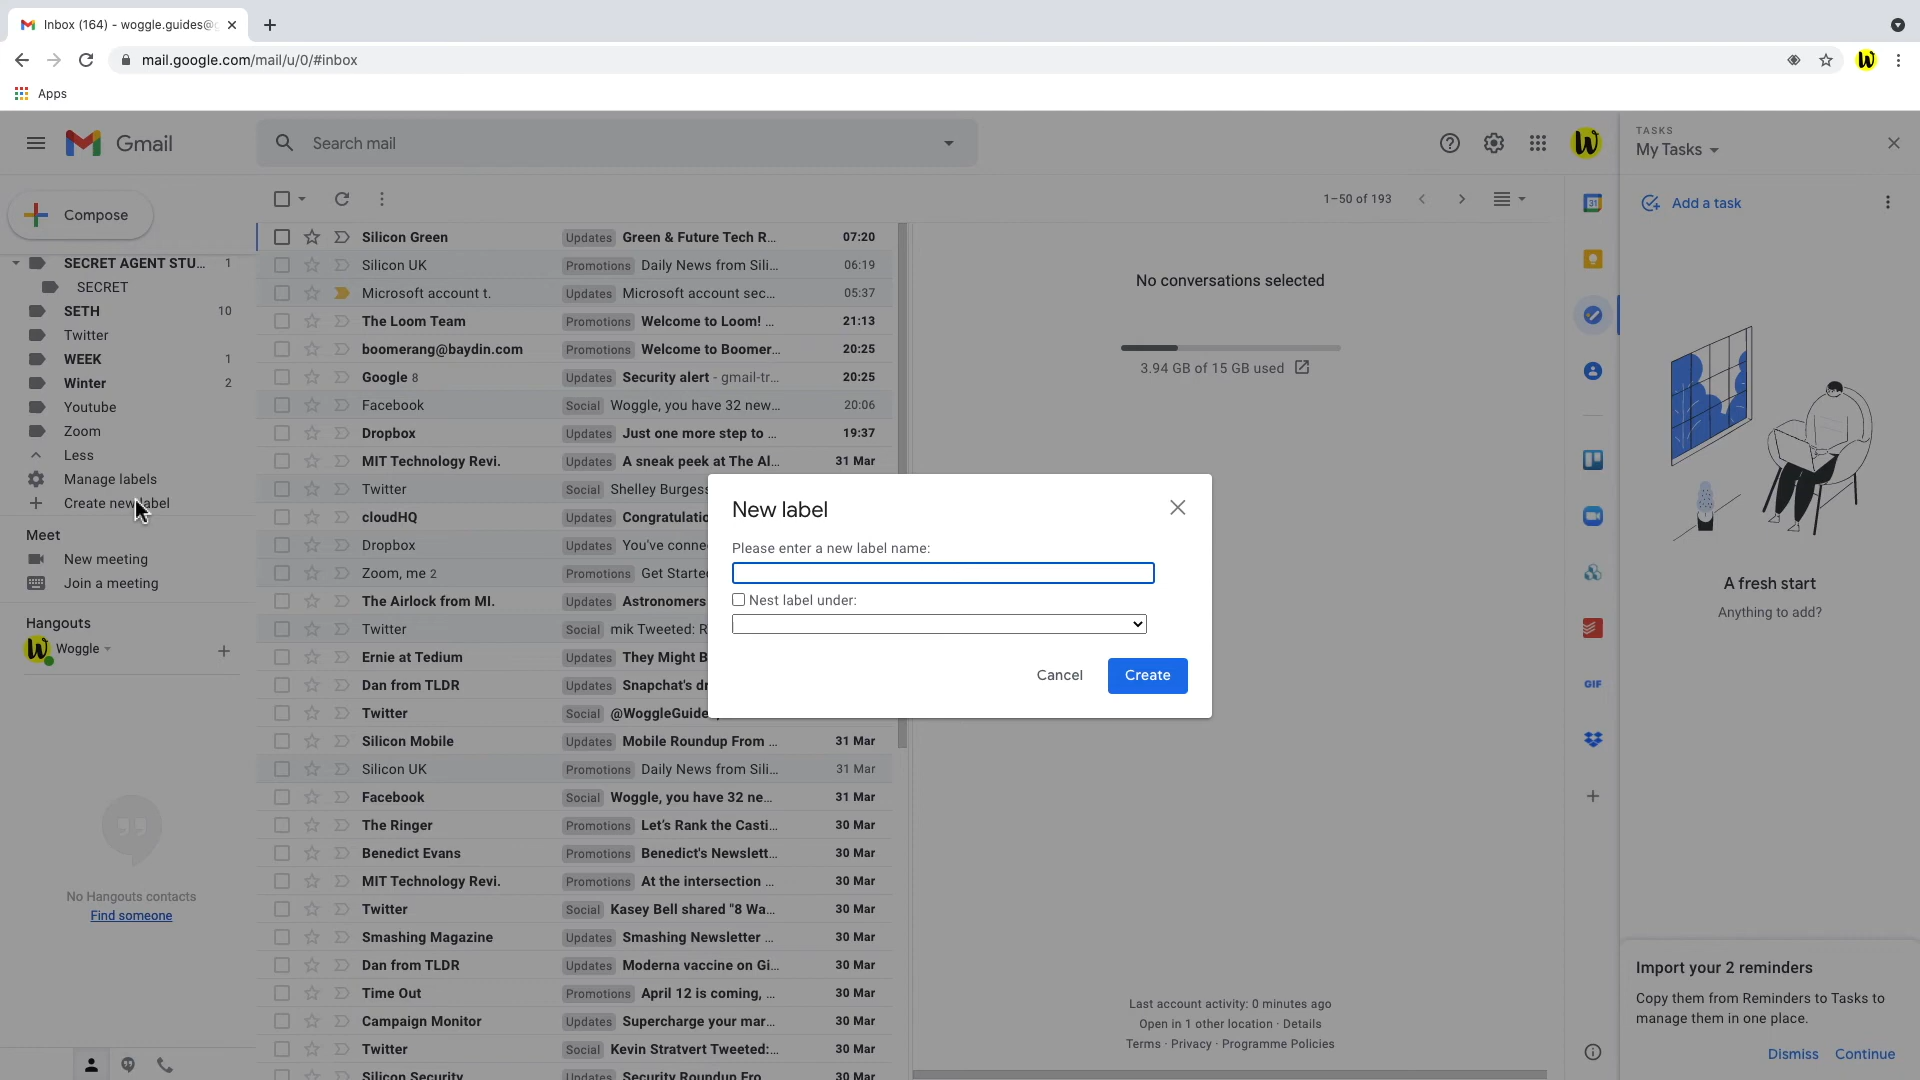 Inbox (164) - woggle.guides@
mail.google.com/mail/u/0/#inbox
Apps
Gmail
Search mail
TASKS
My Tasks
Compose
1–50 of 193
Add a task
SECRET AGENT STU... 1
SECRET
SETH 10
Twitter
WEEK 1
Winter 2
Youtube
Zoom
Less
Manage labels
Create new label
Meet
New meeting
Join a meeting
Hangouts
Woggle
No Hangouts contacts
Find someone
Silicon Green Updates Green & Future Tech R... 07:20
Silicon UK Promotions Daily News from Sili... 06:19
Microsoft account t. Updates Microsoft account sec... 05:37
The Loom Team Promotions Welcome to Loom! ... 21:13
boomerang@baydin.com Promotions Welcome to Boomer... 20:25
Google 8 Updates Security alert - gmail-tr... 20:25
Facebook Social Woggle, you have 32 new... 20:06
Dropbox Updates Just one more step to ... 19:37
MIT Technology Revi. Updates A sneak peek at The Al... 31 Mar
Twitter Social Shelley Burgess
cloudHQ Updates Congratulatio
Dropbox Updates You've conne
Zoom, me 2 Promotions Get Starte
The Airlock from MI. Updates Astronomers
Twitter Social mik Tweeted: R
Ernie at Tedium Updates They Might B
Dan from TLDR Updates Snapchat's dr
Twitter Social @WoggleGuide
Silicon Mobile Updates Mobile Roundup From ... 31 Mar
Silicon UK Promotions Daily News from Sili... 31 Mar
Facebook Social Woggle, you have 32 ne... 31 Mar
The Ringer Promotions Let's Rank the Casti... 30 Mar
Benedict Evans Promotions Benedict's Newslett... 30 Mar
MIT Technology Revi. Promotions At the intersection ... 30 Mar
Twitter Social Kasey Bell shared "8 Wa... 30 Mar
Smashing Magazine Updates Smashing Newsletter ... 30 Mar
Dan from TLDR Updates Moderna vaccine on Gi... 30 Mar
Time Out Promotions April 12 is coming, ... 30 Mar
Campaign Monitor Updates Supercharge your mar... 30 Mar
Twitter Social Kevin Stratvert Tweeted:... 30 Mar
Silicon Security Updates Security Roundup Fro... 30 Mar
No conversations selected
3.94 GB of 15 GB used
New label
Please enter a new label name:
Nest label under:
Cancel
Create
Last account activity: 0 minutes ago
Open in 1 other location · Details
Terms · Privacy · Programme Policies
31
GIF
A fresh start
Anything to add?
Import your 2 reminders
Copy them from Reminders to Tasks to
manage them in one place.
Dismiss Continue